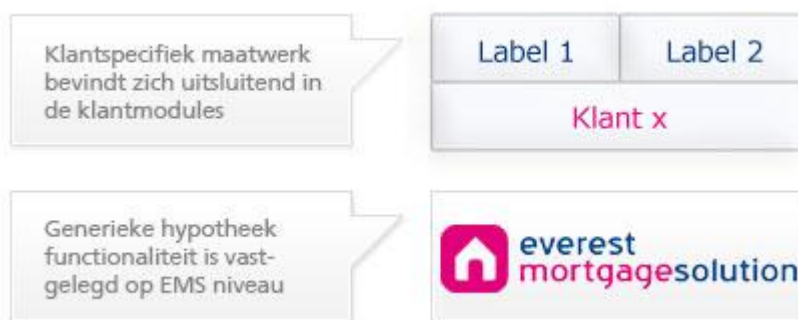 Klantspecifiek maatwerk
bevindt zich uitsluitend in
de klantmodules
Label 1
Label 2
Klant x
Generieke hypotheek
functionaliteit is vast-
gelegd op EMS niveau
everest
mortgagesolution